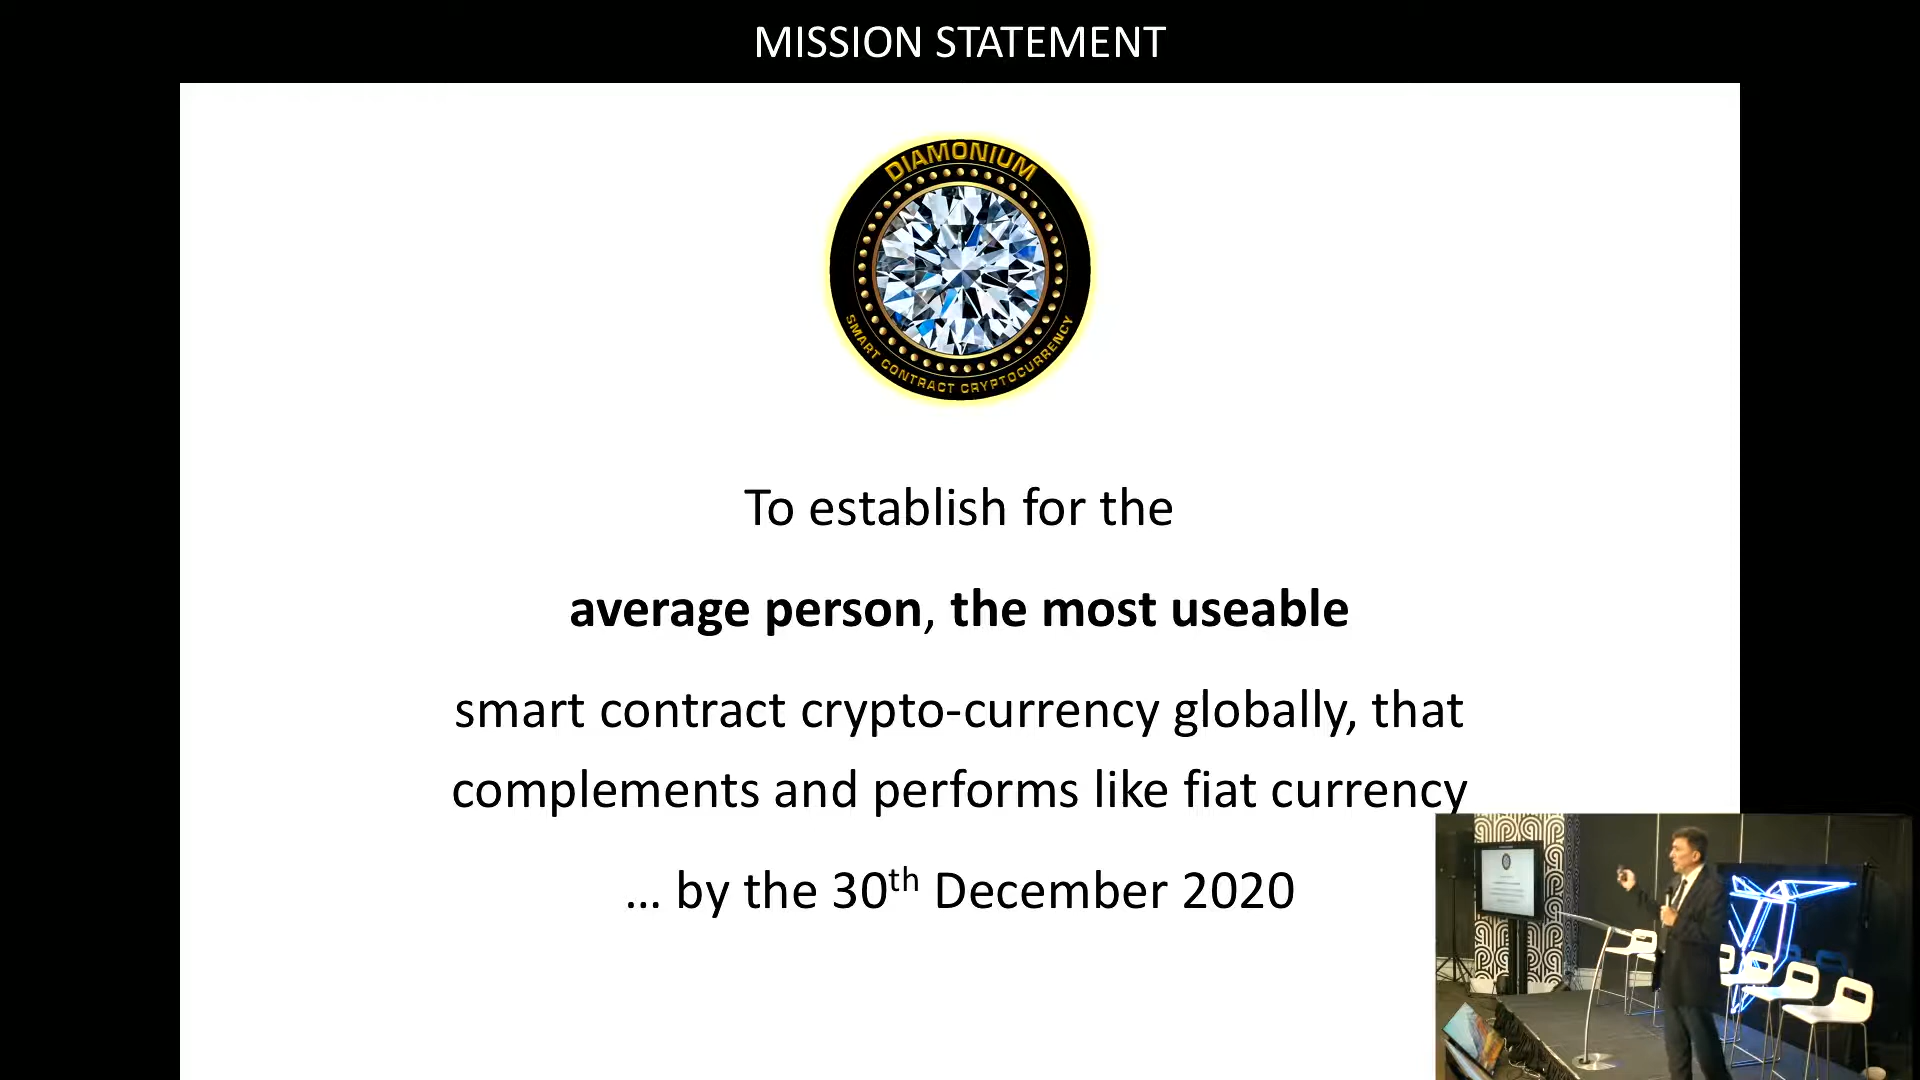 MISSION STATEMENT
DIAMONIUM
SMART CONTRACT CRYPTOCURRENCY
To establish for the
average person, the most useable
smart contract crypto-currency globally, that
complements and performs like fiat currency
... by the 30th December 2020